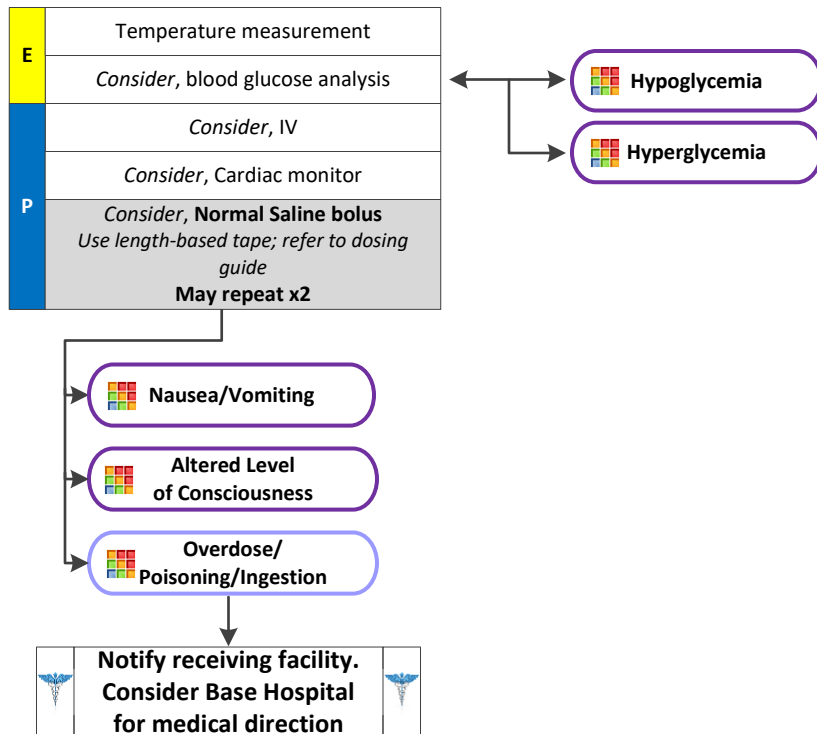 E
Temperature measurement
Consider, blood glucose analysis
Hypoglycemia
Hyperglycemia
P
Consider, IV
Consider, Cardiac monitor
Consider, Normal Saline bolus
Use length-based tape; refer to dosing
guide
May repeat x2
Nausea/Vomiting
Altered Level
of Consciousness
Overdose/
Poisoning/Ingestion
Notify receiving facility.
Consider Base Hospital
for medical direction